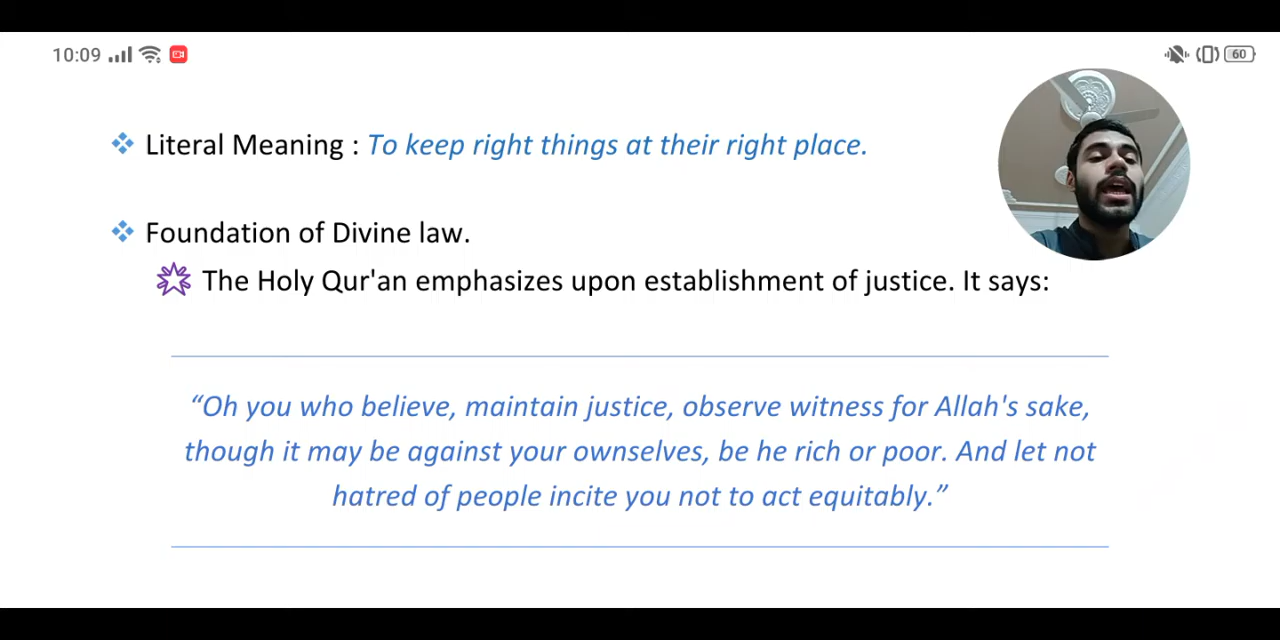 10:09
60
Literal Meaning : To keep right things at their right place.
Foundation of Divine law.
The Holy Qur'an emphasizes upon establishment of justice. It says:
“Oh you who believe, maintain justice, observe witness for Allah's sake,
though it may be against your ownselves, be he rich or poor. And let not
hatred of people incite you not to act equitably.”